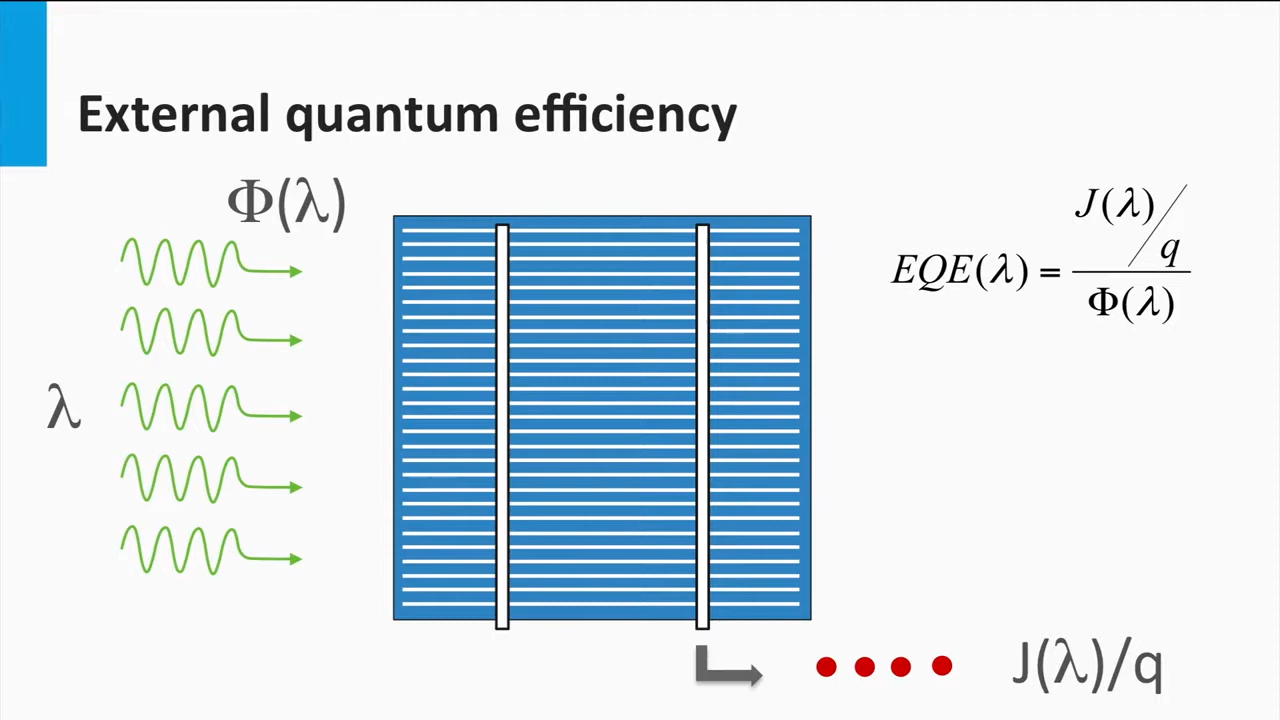 External quantum efficiency
Φ(λ)
λ
EQE(λ) = J(λ)/q / Φ(λ)
J(λ)/q